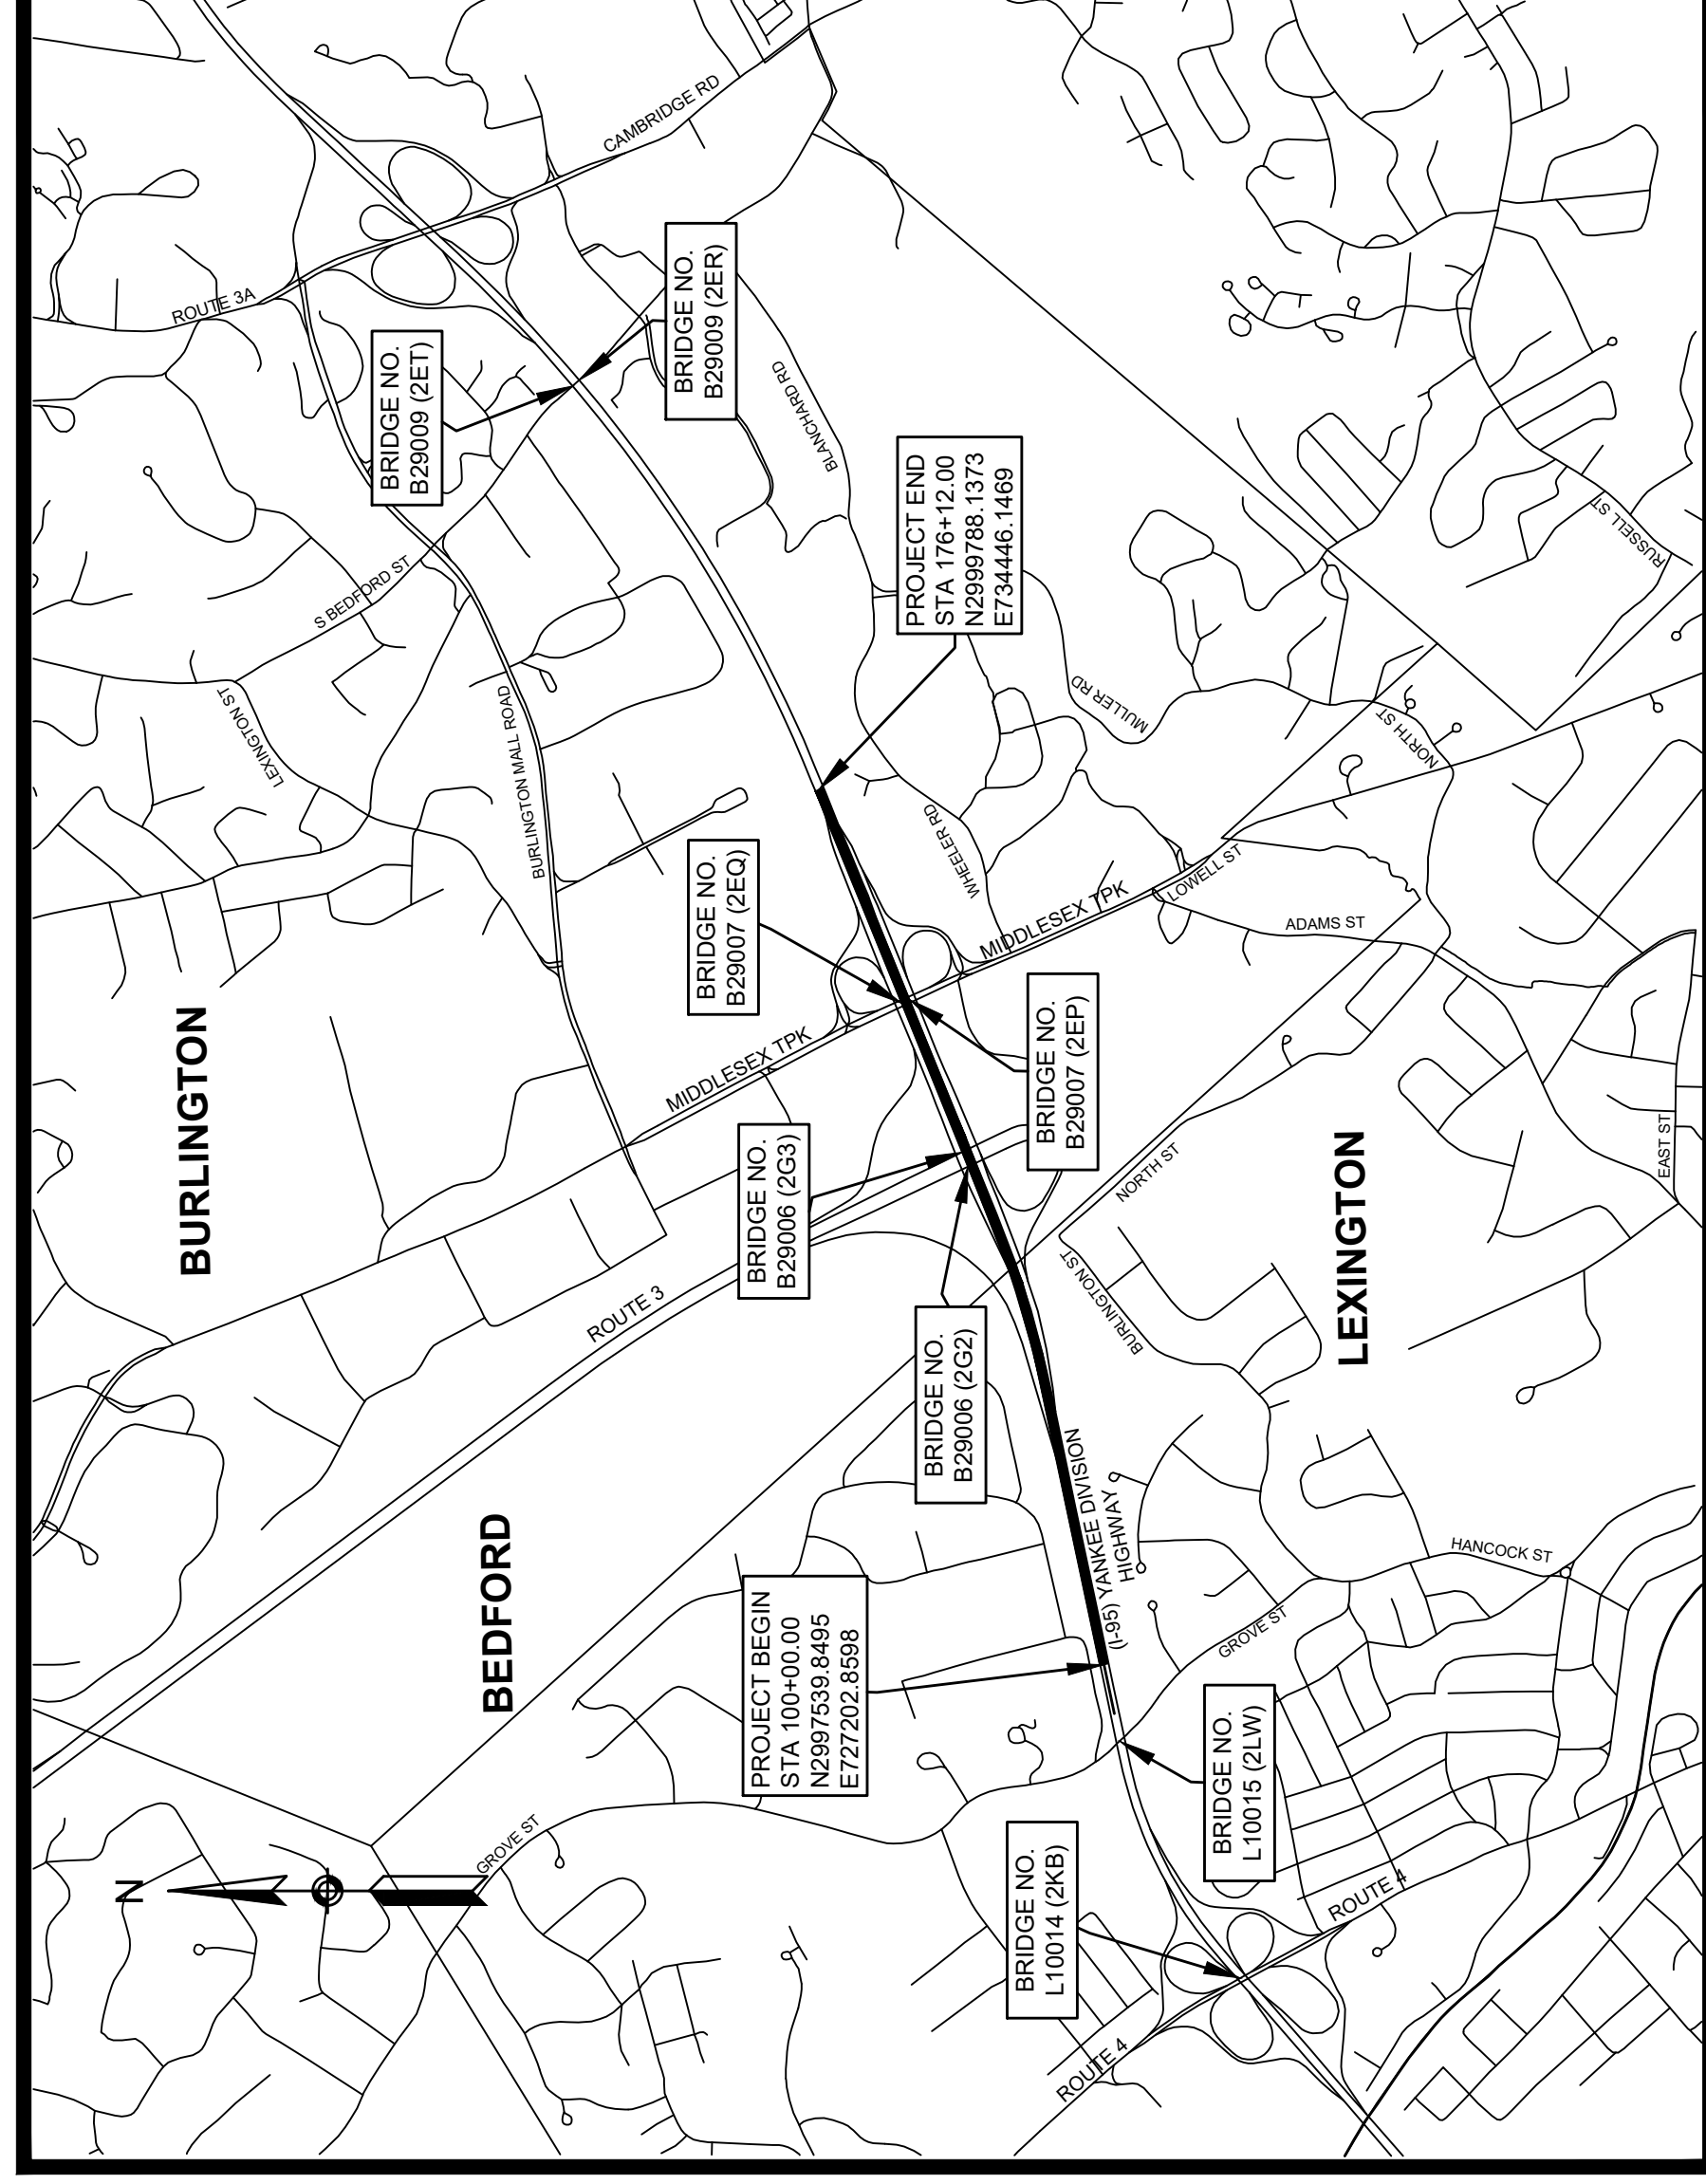 N
ROUTE 3A
CAMBRIDGE RD
BRIDGE NO.
B29009 (2ET)
BRIDGE NO.
B29009 (2ER)
BLANCHARD RD
S BEDFORD ST
LEXINGTON ST
BURLINGTON MALL ROAD
PROJECT END
STA 176+12.00
N2999788.1373
E734446.1469
RUSSELL ST
MULLER RD
NORTH ST
WHEELER RD
BRIDGE NO.
B29007 (2EQ)
MIDDLESEX TPK
LOWELL ST
ADAMS ST
BURLINGTON
MIDDLESEX TPK
BRIDGE NO.
B29007 (2EP)
BRIDGE NO.
B29006 (2G3)
NORTH ST
EAST ST
LEXINGTON
ROUTE 3
BURLINGTON ST
BRIDGE NO.
B29006 (2G2)
BEDFORD
(I-95) YANKEE DIVISION
HIGHWAY
HANCOCK ST
PROJECT BEGIN
STA 100+00.00
N2997539.8495
E727202.8598
GROVE ST
GROVE ST
BRIDGE NO.
L10015 (2LW)
BRIDGE NO.
L10014 (2KB)
ROUTE 4
ROUTE 4